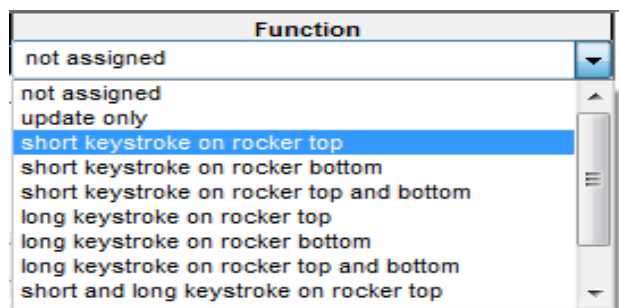 Function
not assigned
not assigned
update only
short keystroke on rocker top
short keystroke on rocker bottom
short keystroke on rocker top and bottom
long keystroke on rocker top
long keystroke on rocker bottom
long keystroke on rocker top and bottom
short and long keystroke on rocker top